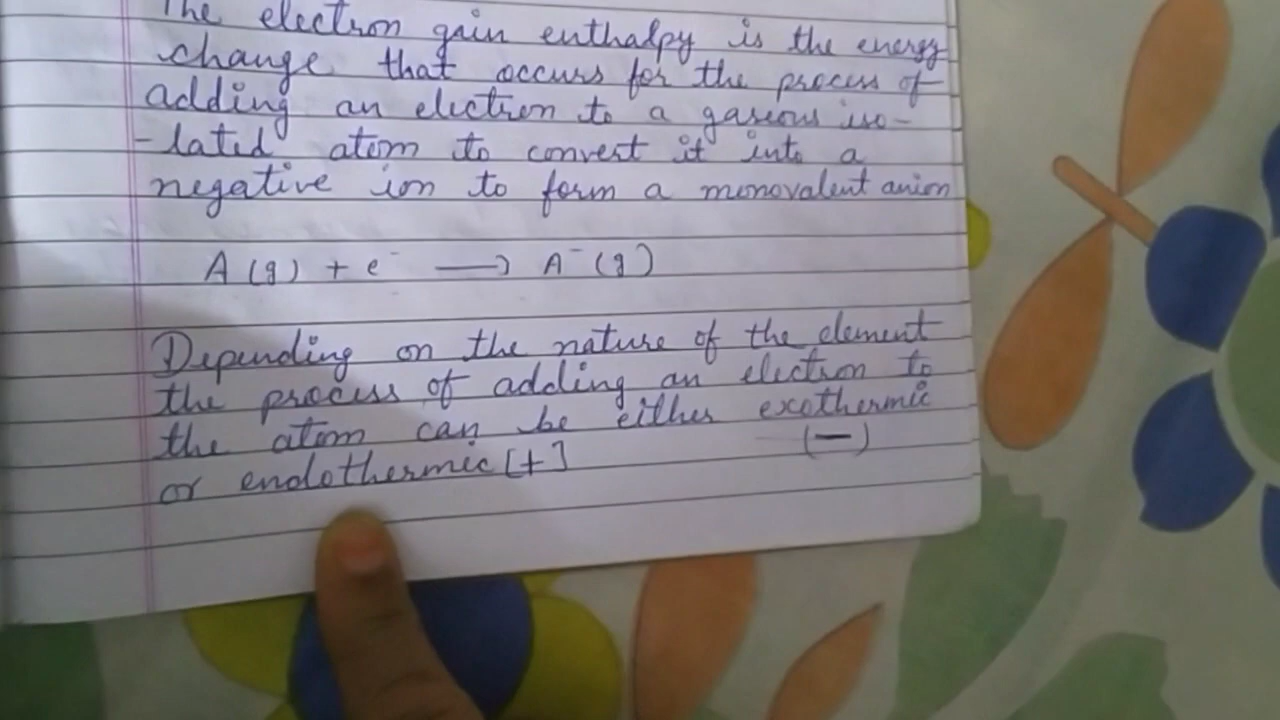 The electron gain enthalpy is the energy
change that occurs for the process of
adding an electron to a gaseous iso-
-lated atom to convert it into a
negative ion to form a monovalent anion
A (g) + e⁻ ⟶ A⁻ (g)
Depending on the nature of the element
the process of adding an electron to
the atom can be either exothermic
(−)
or endothermic [+]